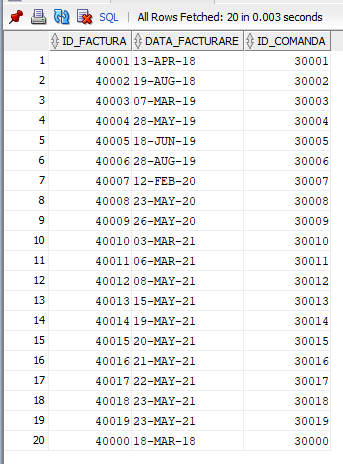 SQL | All Rows Fetched: 20 in 0.003 seconds
ID_FACTURA DATA_FACTURARE ID_COMANDA
1 40001 13-APR-18 30001
2 40002 19-AUG-18 30002
3 40003 07-MAR-19 30003
4 40004 28-MAY-19 30004
5 40005 18-JUN-19 30005
6 40006 28-AUG-19 30006
7 40007 12-FEB-20 30007
8 40008 23-MAY-20 30008
9 40009 26-MAY-20 30009
10 40010 03-MAR-21 30010
11 40011 06-MAR-21 30011
12 40012 08-MAY-21 30012
13 40013 15-MAY-21 30013
14 40014 19-MAY-21 30014
15 40015 20-MAY-21 30015
16 40016 21-MAY-21 30016
17 40017 22-MAY-21 30017
18 40018 23-MAY-21 30018
19 40019 23-MAY-21 30019
20 40000 18-MAR-18 30000